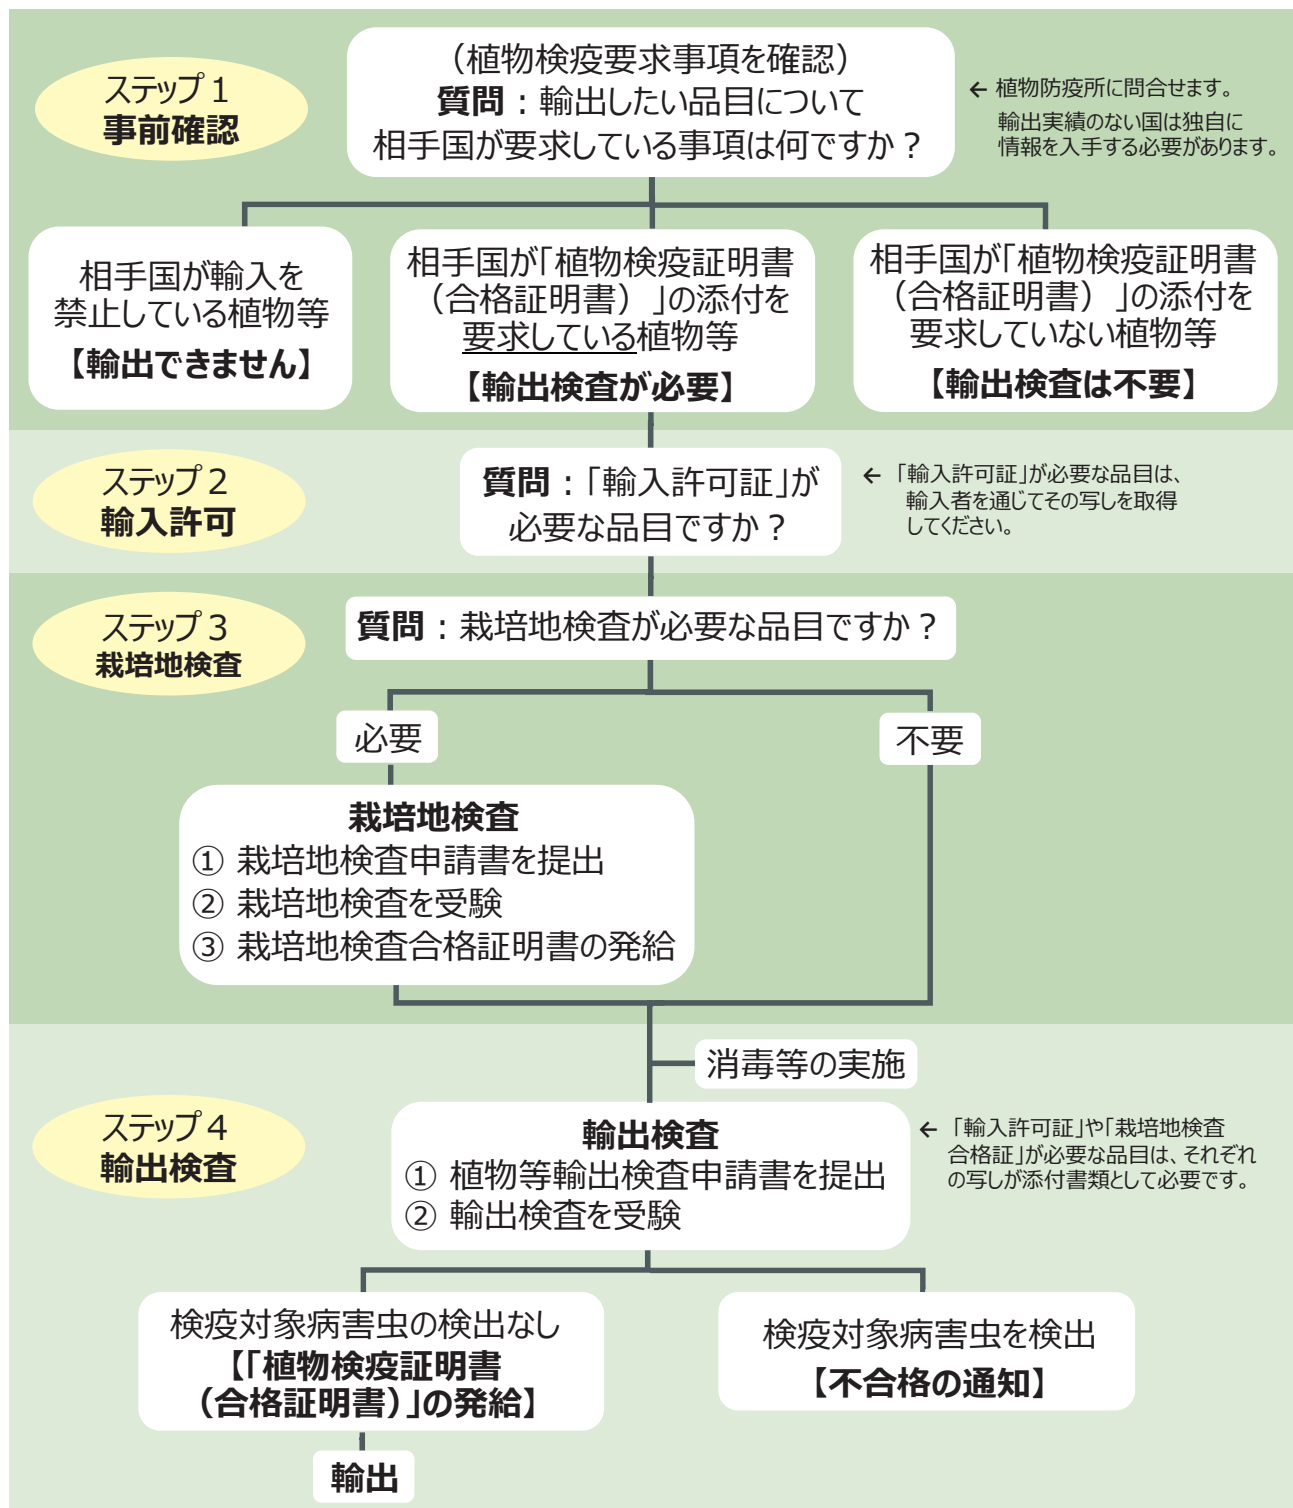 ステップ１
事前確認
（植物検疫要求事項を確認）
質問：輸出したい品目について
相手国が要求している事項は何ですか？
← 植物防疫所に問合せます。
輸出実績のない国は独自に
情報を入手する必要があります。
相手国が輸入を
禁止している植物等
【輸出できません】
相手国が「植物検疫証明書
（合格証明書）」の添付を
要求している植物等
【輸出検査が必要】
相手国が「植物検疫証明書
（合格証明書）」の添付を
要求していない植物等
【輸出検査は不要】
ステップ２
輸入許可
質問：「輸入許可証」が
必要な品目ですか？
← 「輸入許可証」が必要な品目は、
輸入者を通じてその写しを取得
してください。
ステップ３
栽培地検査
質問：栽培地検査が必要な品目ですか？
必要
不要
栽培地検査
① 栽培地検査申請書を提出
② 栽培地検査を受験
③ 栽培地検査合格証明書の発給
消毒等の実施
ステップ４
輸出検査
輸出検査
① 植物等輸出検査申請書を提出
② 輸出検査を受験
← 「輸入許可証」や「栽培地検査
合格証」が必要な品目は、それぞれ
の写しが添付書類として必要です。
検疫対象病害虫の検出なし
【「植物検疫証明書
（合格証明書）」の発給】
検疫対象病害虫を検出
【不合格の通知】
輸出